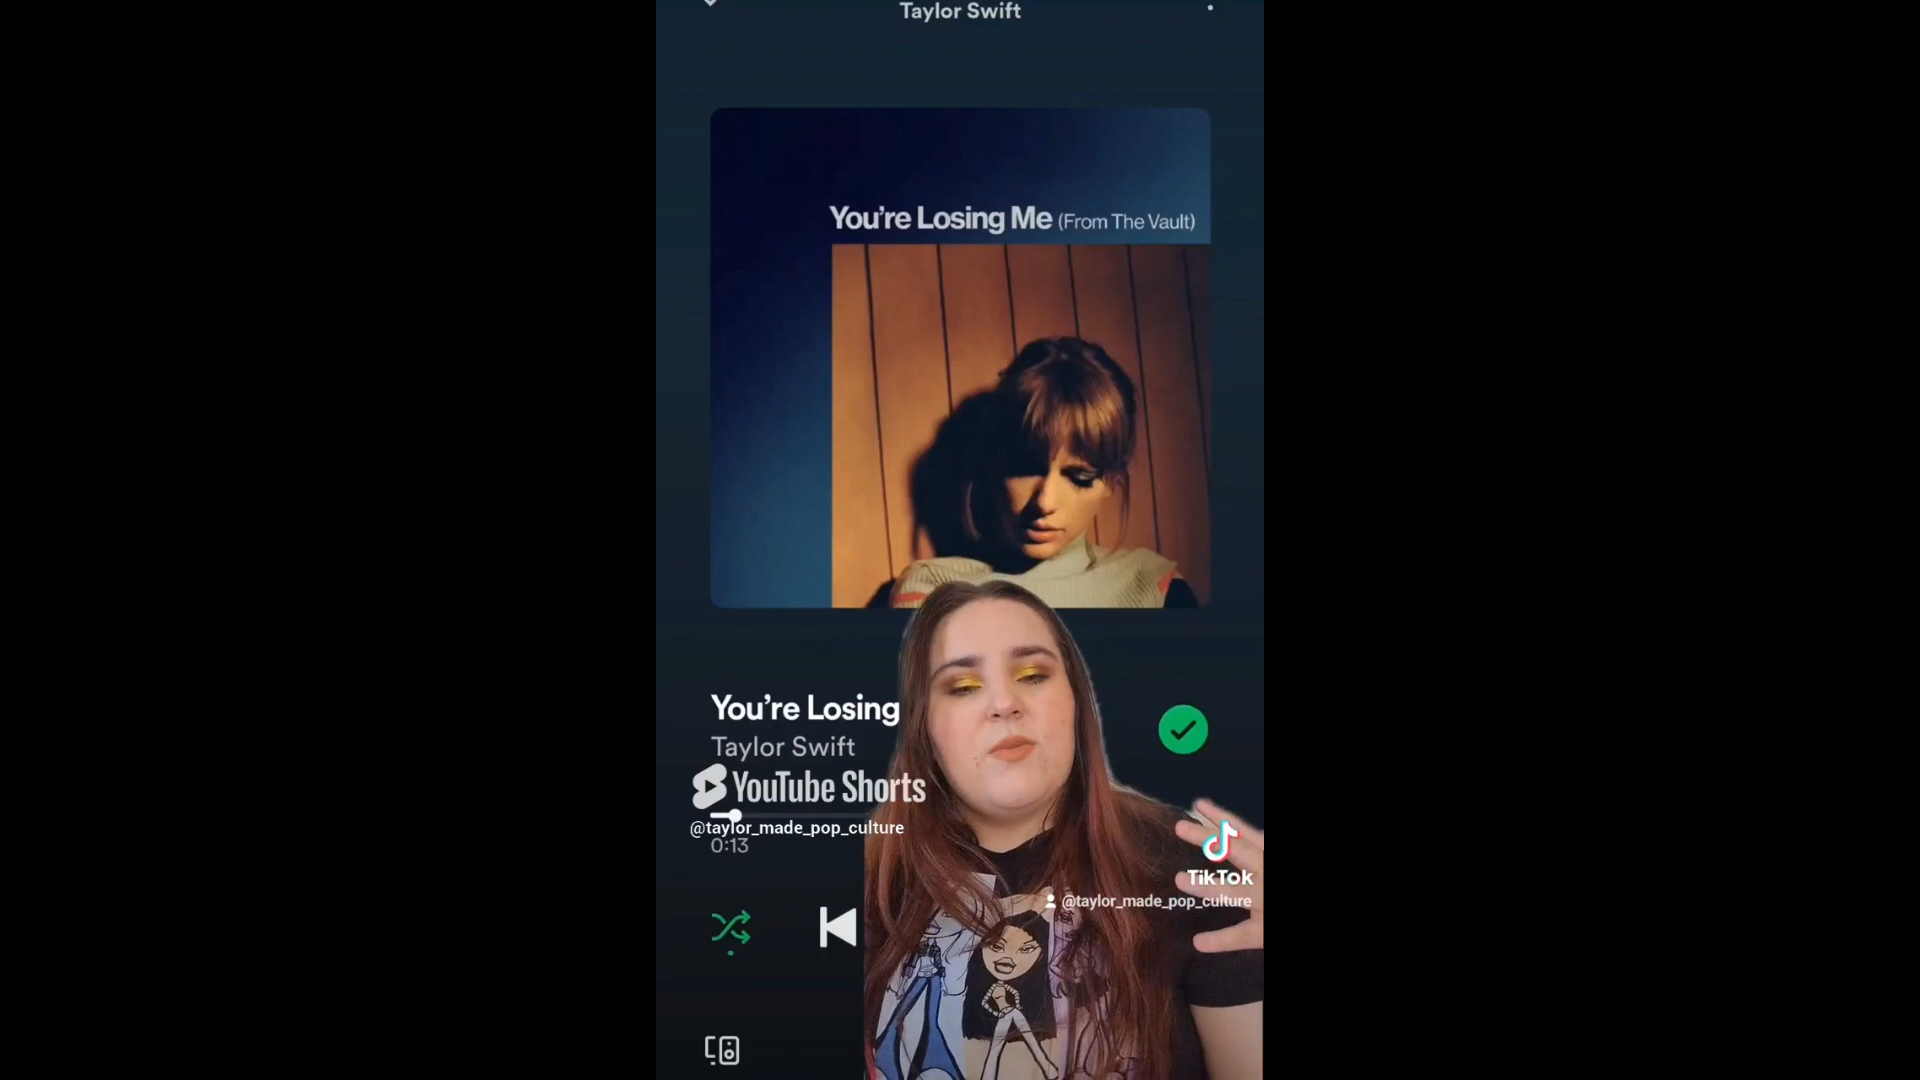 Taylor Swift
You're Losing Me (From The Vault)
You're Losing
Taylor Swift
YouTube Shorts
@taylor_made_pop_culture
0:13
TikTok
@taylor_made_pop_culture